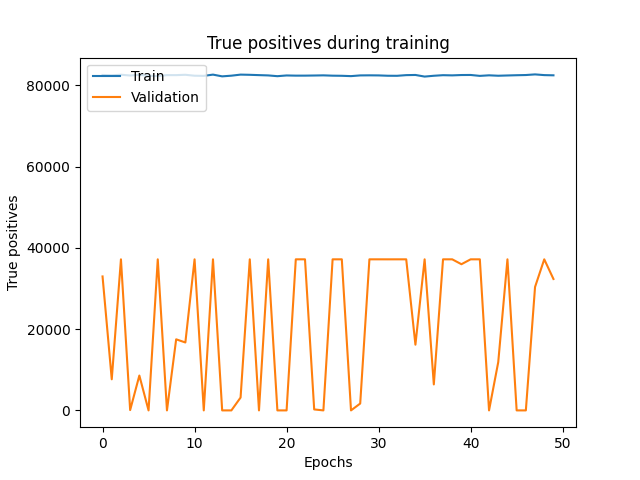 True positives during training
Train
Validation
True positives
80000
60000
40000
20000
0
0 10 20 30 40 50
Epochs